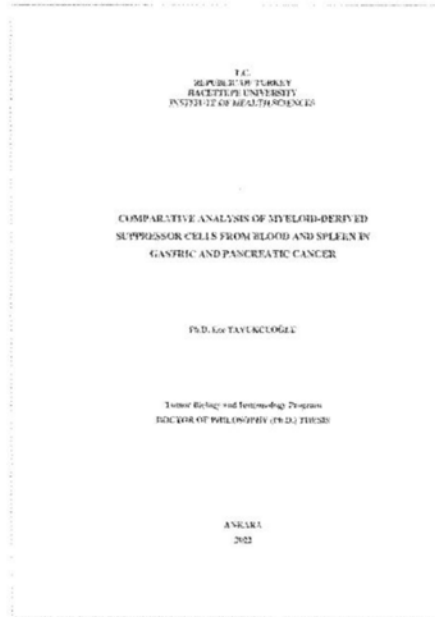 T.C.
REPUBLIC OF TURKEY
HACETTEPE UNIVERSITY
INSTITUTE OF HEALTH SCIENCES
COMPARATIVE ANALYSIS OF MYELOID-DERIVED
SUPPRESSOR CELLS FROM BLOOD AND SPLEEN IN
GASTRIC AND PANCREATIC CANCER
Ph.D. TAVUKÇUOĞLU
Tumor Biology and Immunology Program
DOCTOR OF PHILOSOPHY (Ph.D.) THESIS
ANKARA
2022